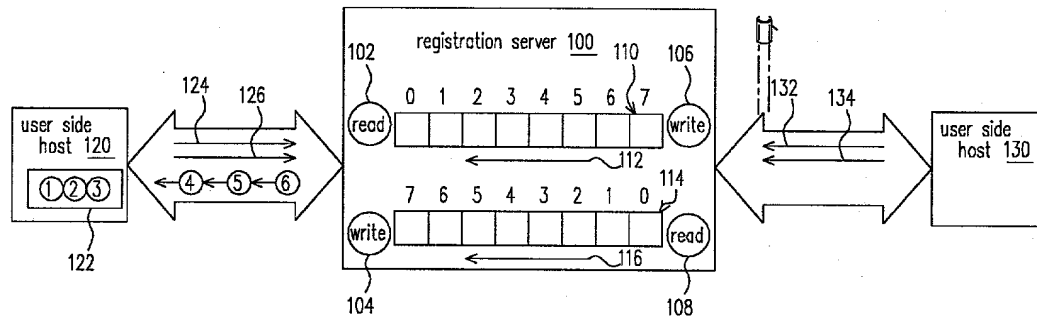 registration server 100
102
110
106
124
126
0 1 2 3 4 5 6 7
132
134
user side
host 120
read
write
user side
host 130
112
1 2 3
4 5 6
7 6 5 4 3 2 1 0
114
write
read
116
122
104
108